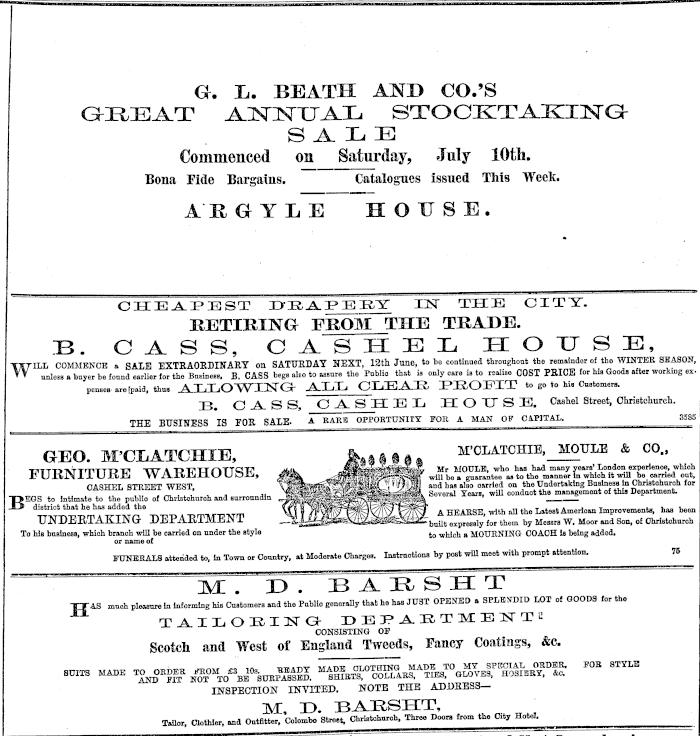 G. L. BEATH AND CO.'S
GREAT ANNUAL STOCKTAKING
SALE
Commenced on Saturday, July 10th.
Bona Fide Bargains. Catalogues issued This Week.
ARGYLE HOUSE.
CHEAPEST DRAPERY IN THE CITY.
RETIRING FROM THE TRADE.
B. CASS, CASHEL HOUSE,
WILL COMMENCE a SALE EXTRAORDINARY on SATURDAY NEXT, 12th June, to be continued throughout the remainder of the WINTER SEASON,
unless a buyer be found earlier for the Business. B. CASS begs also to assure the Public that is only care is to realise COST PRICE for his Goods after working ex-
penses are paid, thus ALLOWING ALL CLEAR PROFIT to go to his Customers.
B. CASS, CASHEL HOUSE, Cashel Street, Christchurch.
THE BUSINESS IS FOR SALE. A RARE OPPORTUNITY FOR A MAN OF CAPITAL. 3585
GEO. M'CLATCHIE,
FURNITURE WAREHOUSE,
CASHEL STREET WEST,
BEGS to intimate to the public of Christchurch and surroundin
district that he has added the
UNDERTAKING DEPARTMENT
To his business, which branch will be carried on under the style
or name of
M'CLATCHIE, MOULE & CO.,
Mr MOULE, who has had many years' London experience, which
will be a guarantee as to the manner in which it will be carried out,
and has also carried on the Undertaking Business in Christchurch for
Several Years, will conduct the management of this Department.
A HEARSE, with all the Latest American Improvements, has been
built expressly for them by Messrs W. Moor and Son, of Christchurch
to which a MOURNING COACH is being added.
FUNERALS attended to, in Town or Country, at Moderate Charges. Instructions by post will meet with prompt attention. 75
M. D. BARSHT
HAS much pleasure in informing his Customers and the Public generally that he has JUST OPENED a SPLENDID LOT of GOODS for the
TAILORING DEPARTMENT
CONSISTING OF
Scotch and West of England Tweeds, Fancy Coatings, &c.
SUITS MADE TO ORDER FROM £3 10s. READY MADE CLOTHING MADE TO MY SPECIAL ORDER. FOR STYLE
AND FIT NOT TO BE SURPASSED. SHIRTS, COLLARS, TIES, GLOVES, HOSIERY, &c.
INSPECTION INVITED. NOTE THE ADDRESS—
M. D. BARSHT,
Tailor, Clothier, and Outfitter, Colombo Street, Christchurch, Three Doors from the City Hotel.